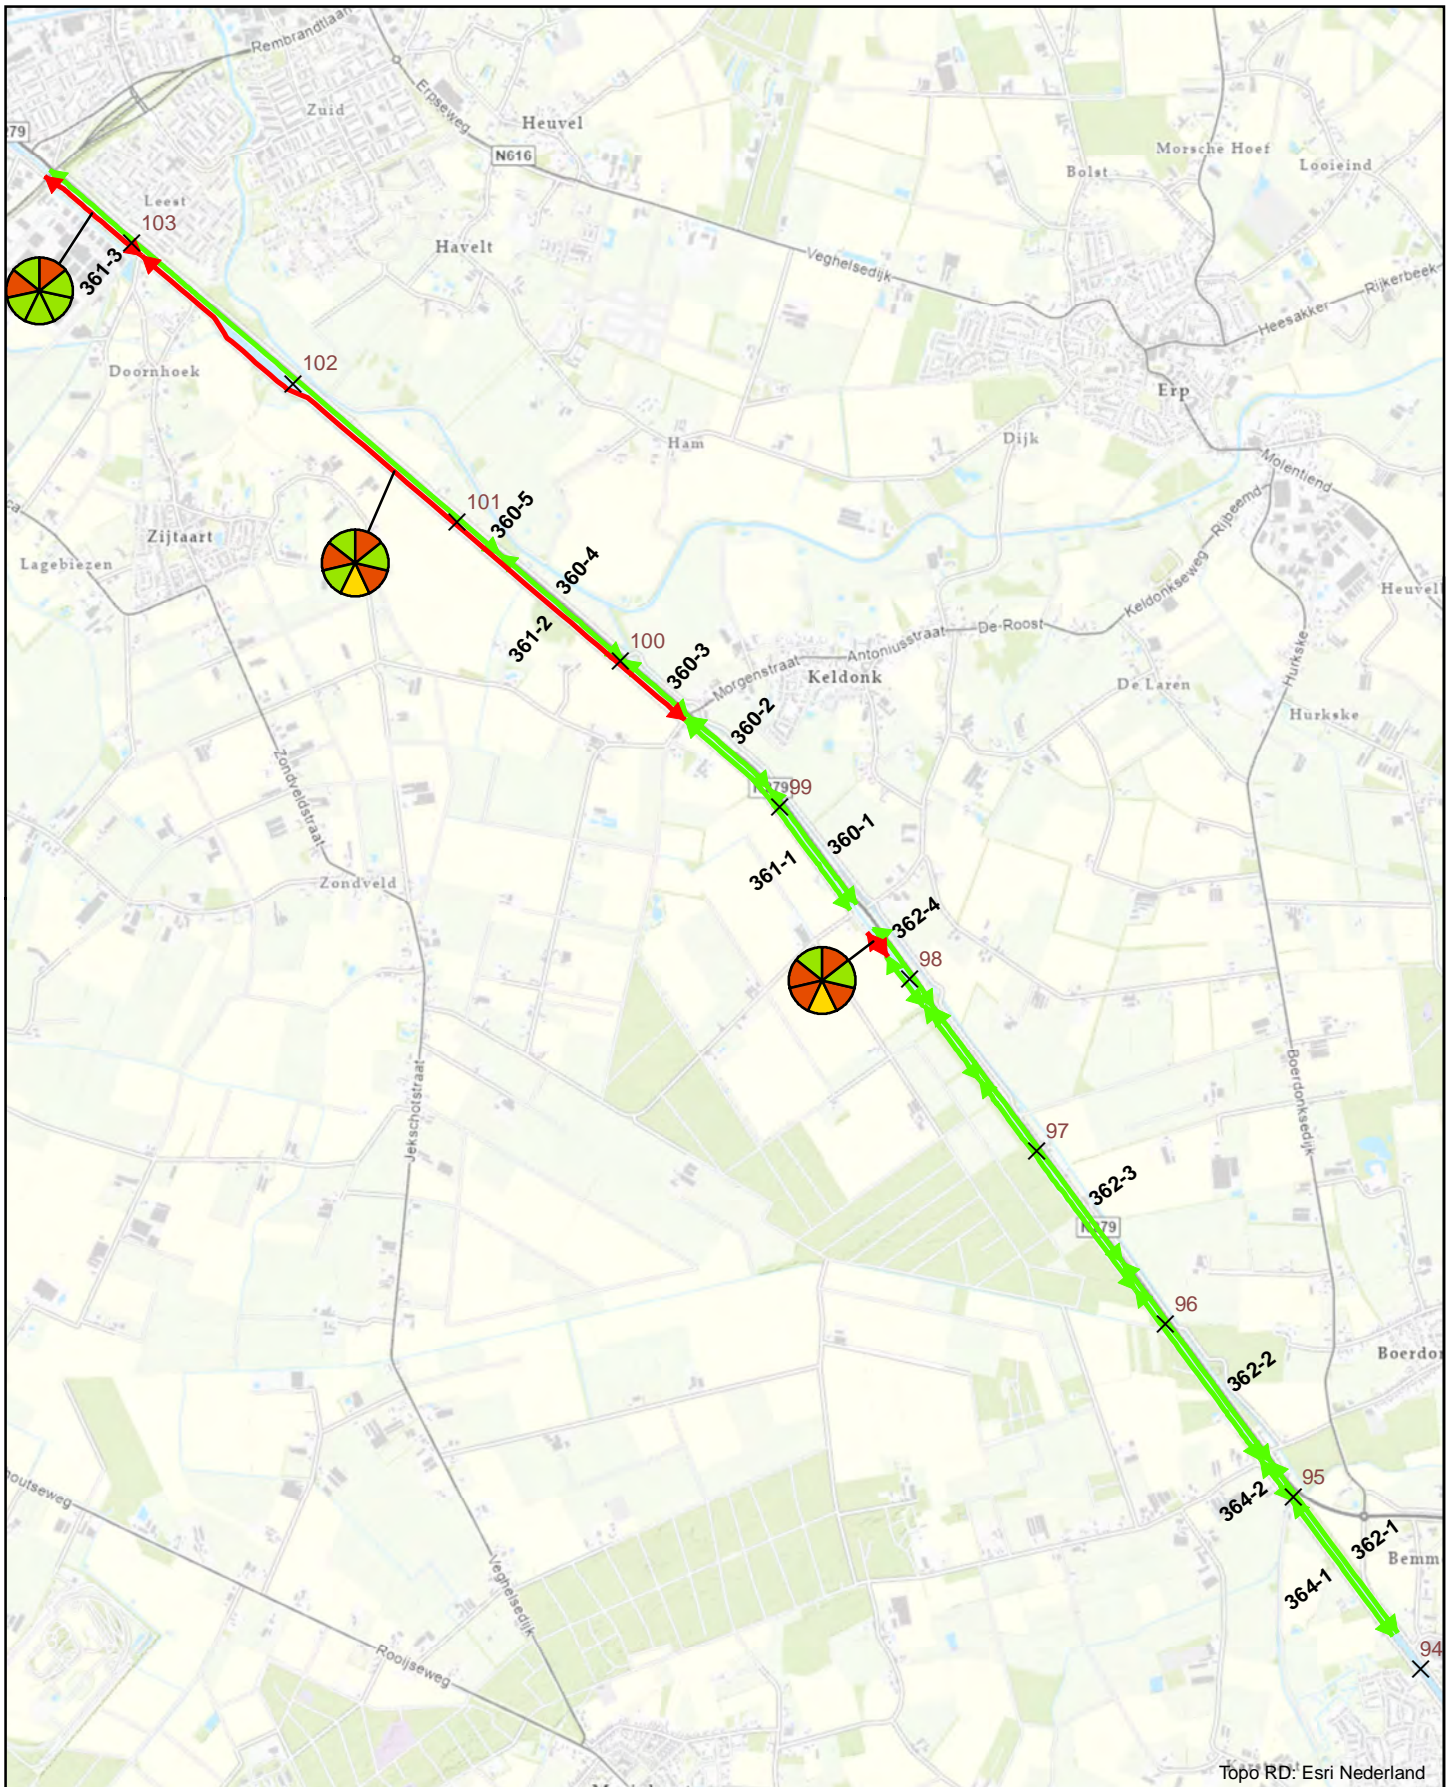 Rembrandtlaan
Zuid
Erpseweg
Heuvel
279
N616
Morsche Hoef
Looieind
Bolst
Leest
103
361-3
Havelt
Veghelsedijk
Rijkerbeek
Heesakker
Doornhoek
102
Erp
Ham
Dijk
Molentiend
101
360-5
Zijtaart
Lagebiezen
360-4
Rijbeemd
Keldonkseweg
361-2
100
360-3
Morgenstraat
Antoniusstraat
De Roost
Keldonk
De Laren
Hurkske
Hurkske
360-2
99
Zondveldstraat
360-1
361-1
Zondveld
362-4
98
Jekschotstraat
Boerdonksedijk
97
362-3
96
362-2
95
364-2
362-1
364-1
Veghelsedijk
Rooijseweg
94
Topo RD: Esri Nederland